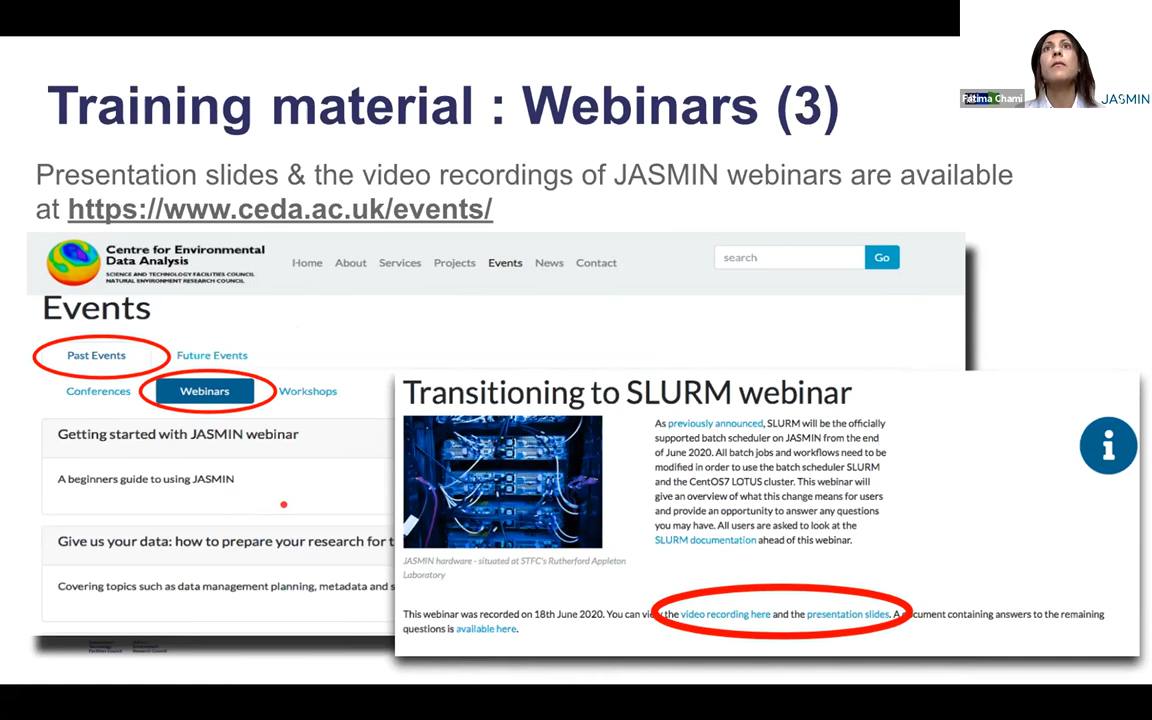 Training material : Webinars (3)
Fatima Chami
JASMIN
Presentation slides & the video recordings of JASMIN webinars are available
at https://www.ceda.ac.uk/events/
Centre for Environmental
Data Analysis
SCIENCE AND TECHNOLOGY FACILITIES COUNCIL
NATURAL ENVIRONMENT RESEARCH COUNCIL
Home About Services Projects Events News Contact
search Go
Events
Past Events Future Events
Conferences Webinars Workshops
Getting started with JASMIN webinar
A beginners guide to using JASMIN
Give us your data: how to prepare your research for t
Covering topics such as data management planning, metadata and s
Transitioning to SLURM webinar
As previously announced, SLURM will be the officially
supported batch scheduler on JASMIN from the end
of June 2020. All batch jobs and workflows need to be
modified in order to use the batch scheduler SLURM
and the CentOS7 LOTUS cluster. This webinar will
give an overview of what this change means for users
and provide an opportunity to answer any questions
you may have. All users are asked to look at the
SLURM documentation ahead of this webinar.
JASMIN hardware - situated at STFC's Rutherford Appleton
Laboratory
This webinar was recorded on 18th June 2020. You can view the video recording here and the presentation slides. A document containing answers to the remaining
questions is available here.